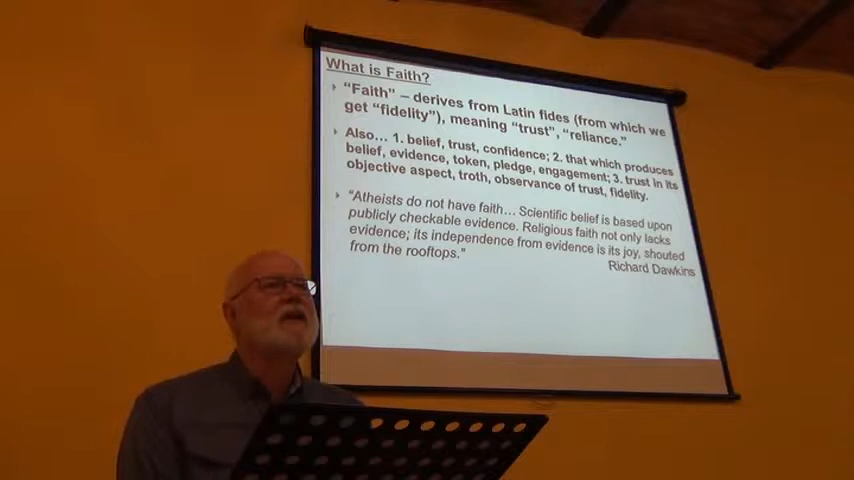 What is Faith?
"Faith" – derives from Latin fides (from which we
get "fidelity"), meaning "trust", "reliance."
Also... 1. belief, trust, confidence; 2. that which produces
belief, evidence, token, pledge, engagement; 3. trust in its
objective aspect, troth, observance of trust, fidelity.
"Atheists do not have faith... Scientific belief is based upon
publicly checkable evidence. Religious faith not only lacks
evidence; its independence from evidence is its joy, shouted
from the rooftops."
Richard Dawkins